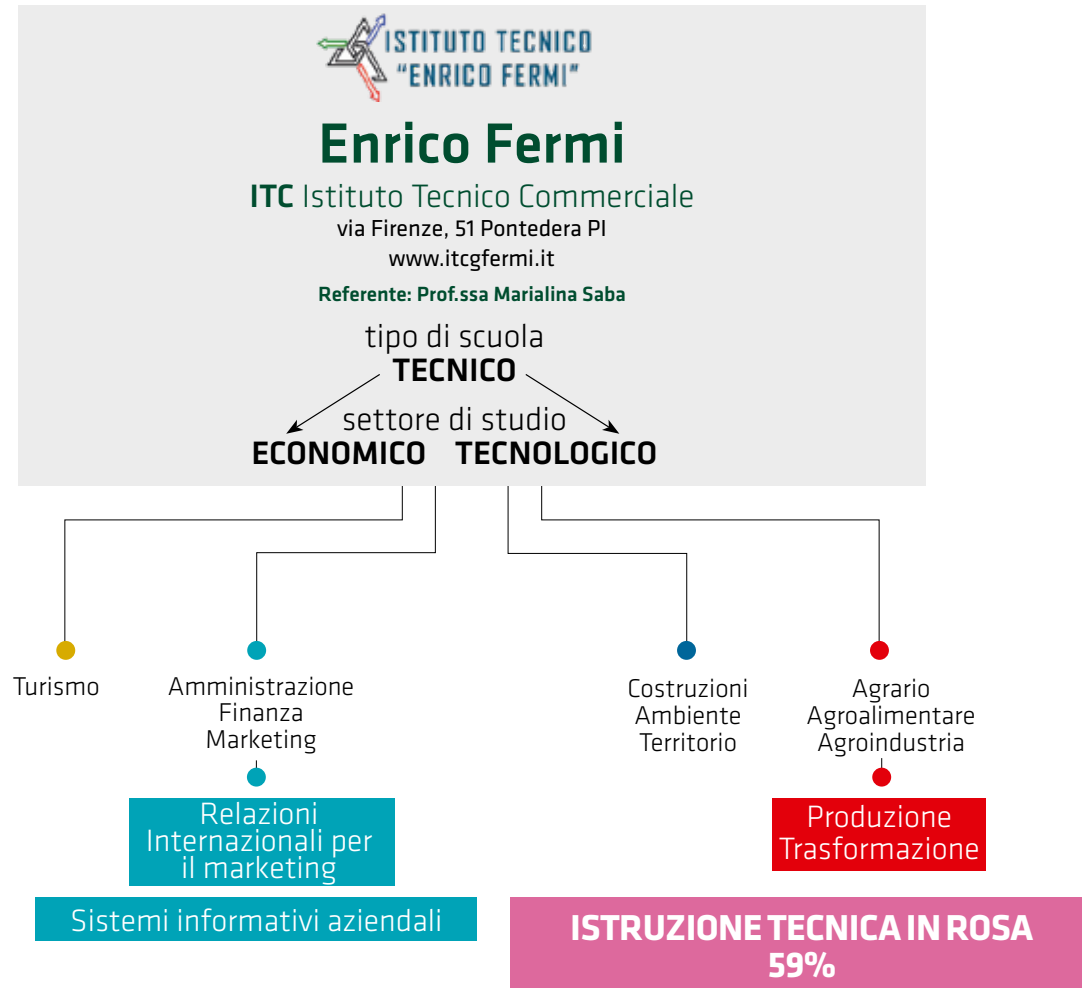 ISTITUTO TECNICO
"ENRICO FERMI"
Enrico Fermi
ITC Istituto Tecnico Commerciale
via Firenze, 51 Pontedera PI
www.itcgfermi.it
Referente: Prof.ssa Marialina Saba
tipo di scuola
TECNICO
settore di studio
ECONOMICO TECNOLOGICO
Turismo
Amministrazione
Finanza
Marketing
Costruzioni
Ambiente
Territorio
Agrario
Agroalimentare
Agroindustria
Relazioni
Internazionali per
il marketing
Produzione
Trasformazione
Sistemi informativi aziendali
ISTRUZIONE TECNICA IN ROSA
59%